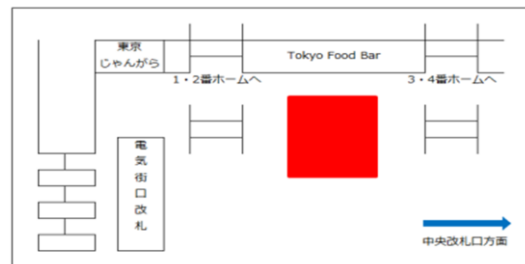 東京
じゃんがら
Tokyo Food Bar
1・2番ホームへ
3・4番ホームへ
電気街口改札
中央改札口方面